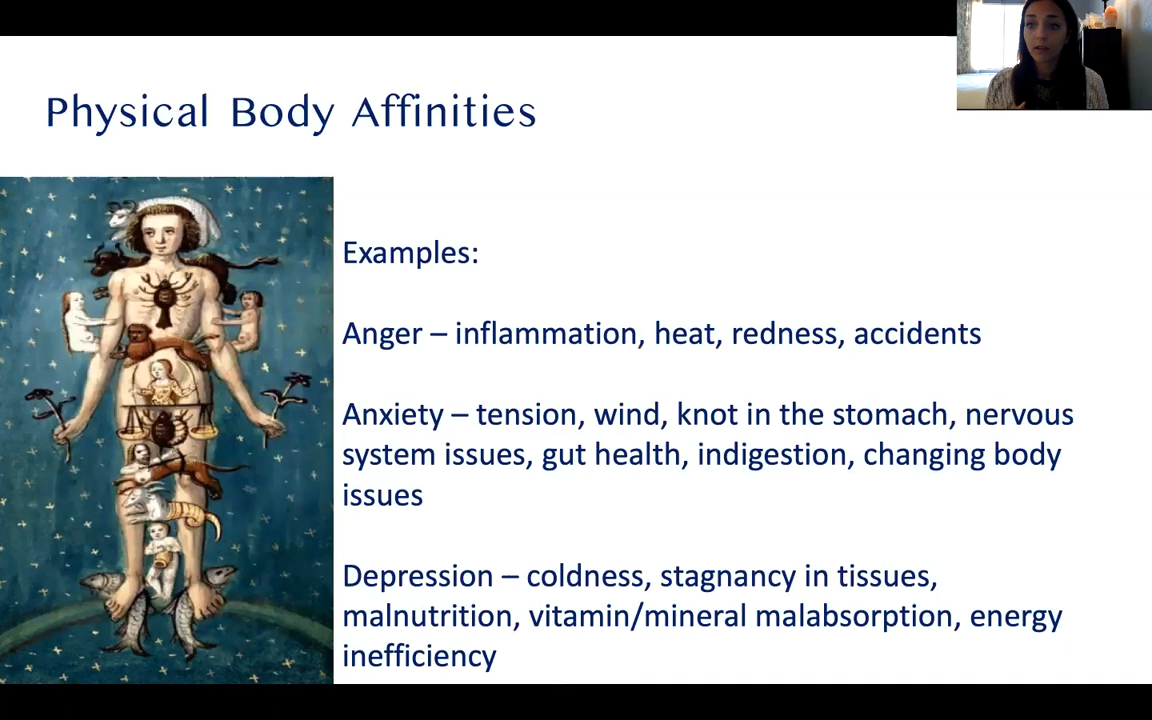 Physical Body Affinities
Examples:
Anger – inflammation, heat, redness, accidents
Anxiety – tension, wind, knot in the stomach, nervous
system issues, gut health, indigestion, changing body
issues
Depression – coldness, stagnancy in tissues,
malnutrition, vitamin/mineral malabsorption, energy
inefficiency